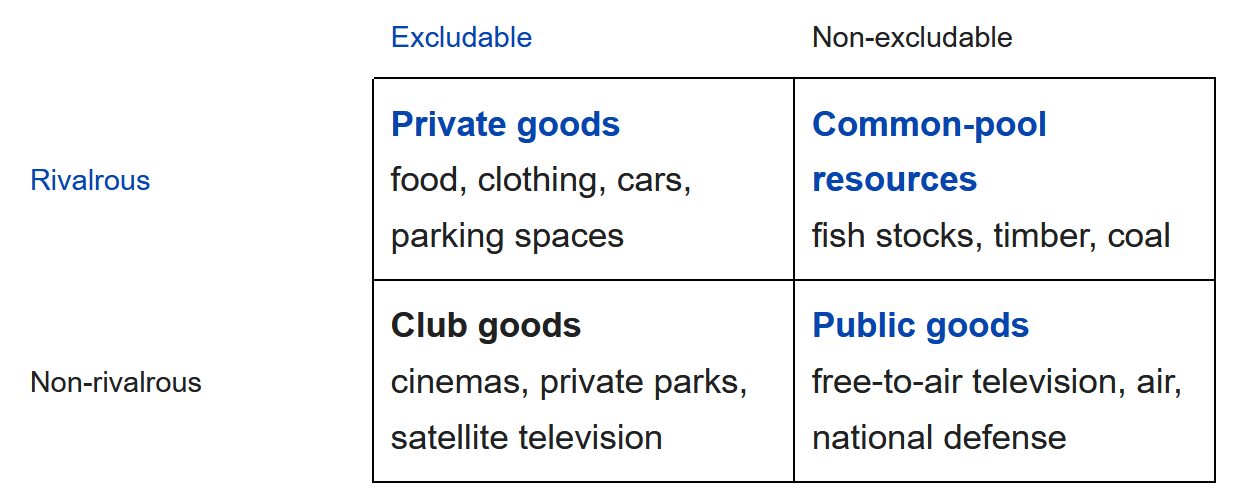 Excludable
Non-excludable
Rivalrous
Private goods
food, clothing, cars,
parking spaces
Common-pool
resources
fish stocks, timber, coal
Non-rivalrous
Club goods
cinemas, private parks,
satellite television
Public goods
free-to-air television, air,
national defense